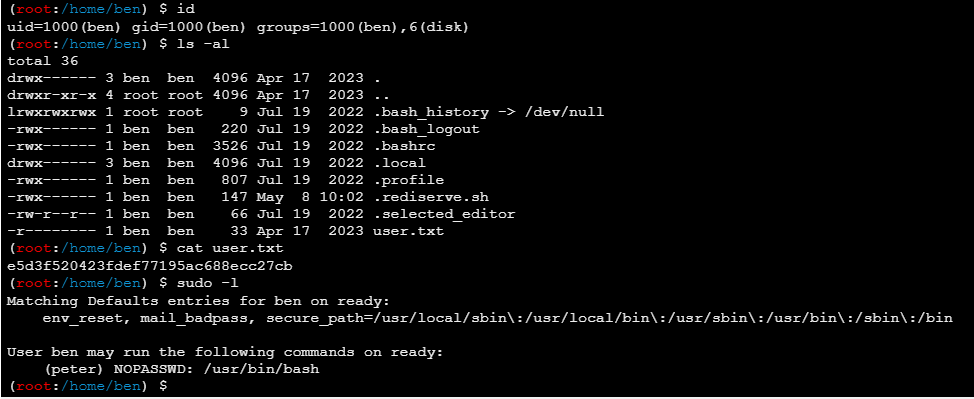 (root:/home/ben) $ id
uid=1000(ben) gid=1000(ben) groups=1000(ben),6(disk)
(root:/home/ben) $ ls -al
total 36
drwx------ 3 ben  ben  4096 Apr 17  2023 .
drwxr-xr-x 4 root root 4096 Apr 17  2023 ..
lrwxrwxrwx 1 root root    9 Jul 19  2022 .bash_history -> /dev/null
-rwx------ 1 ben  ben   220 Jul 19  2022 .bash_logout
-rwx------ 1 ben  ben  3526 Jul 19  2022 .bashrc
drwx------ 3 ben  ben  4096 Jul 19  2022 .local
-rwx------ 1 ben  ben   807 Jul 19  2022 .profile
-rwx------ 1 ben  ben   147 May  8 10:02 .rediserve.sh
-rw-r--r-- 1 ben  ben    66 Jul 19  2022 .selected_editor
-r-------- 1 ben  ben    33 Apr 17  2023 user.txt
(root:/home/ben) $ cat user.txt
e5d3f520423fdef77195ac688ecc27cb
(root:/home/ben) $ sudo -l
Matching Defaults entries for ben on ready:
    env_reset, mail_badpass, secure_path=/usr/local/sbin\:/usr/local/bin\:/usr/sbin\:/usr/bin\:/sbin\:/bin

User ben may run the following commands on ready:
    (peter) NOPASSWD: /usr/bin/bash
(root:/home/ben) $